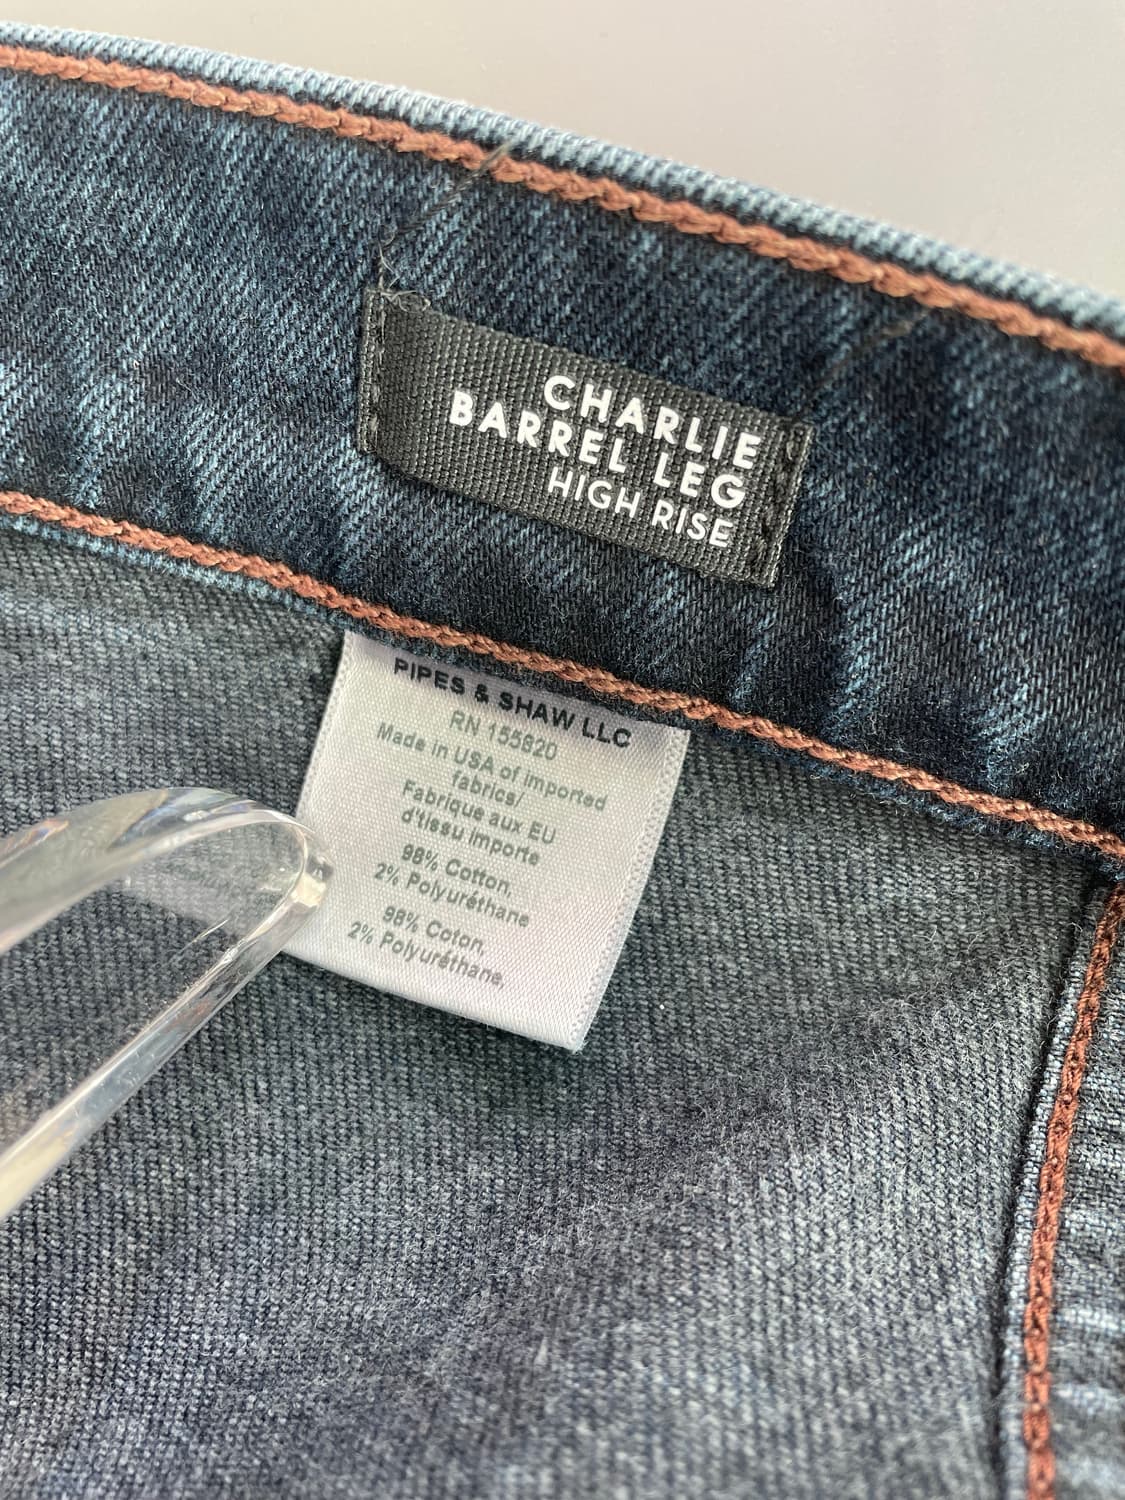 CHARLIE
BARREL LEG
HIGH RISE
PIPES & SHAW LLC
RN 155820
Made in USA of imported
fabrics/
Fabrique aux EU
d'tissu importe
98% Cotton,
2% Polyuréthane
98% Coton,
2% Polyuréthane,